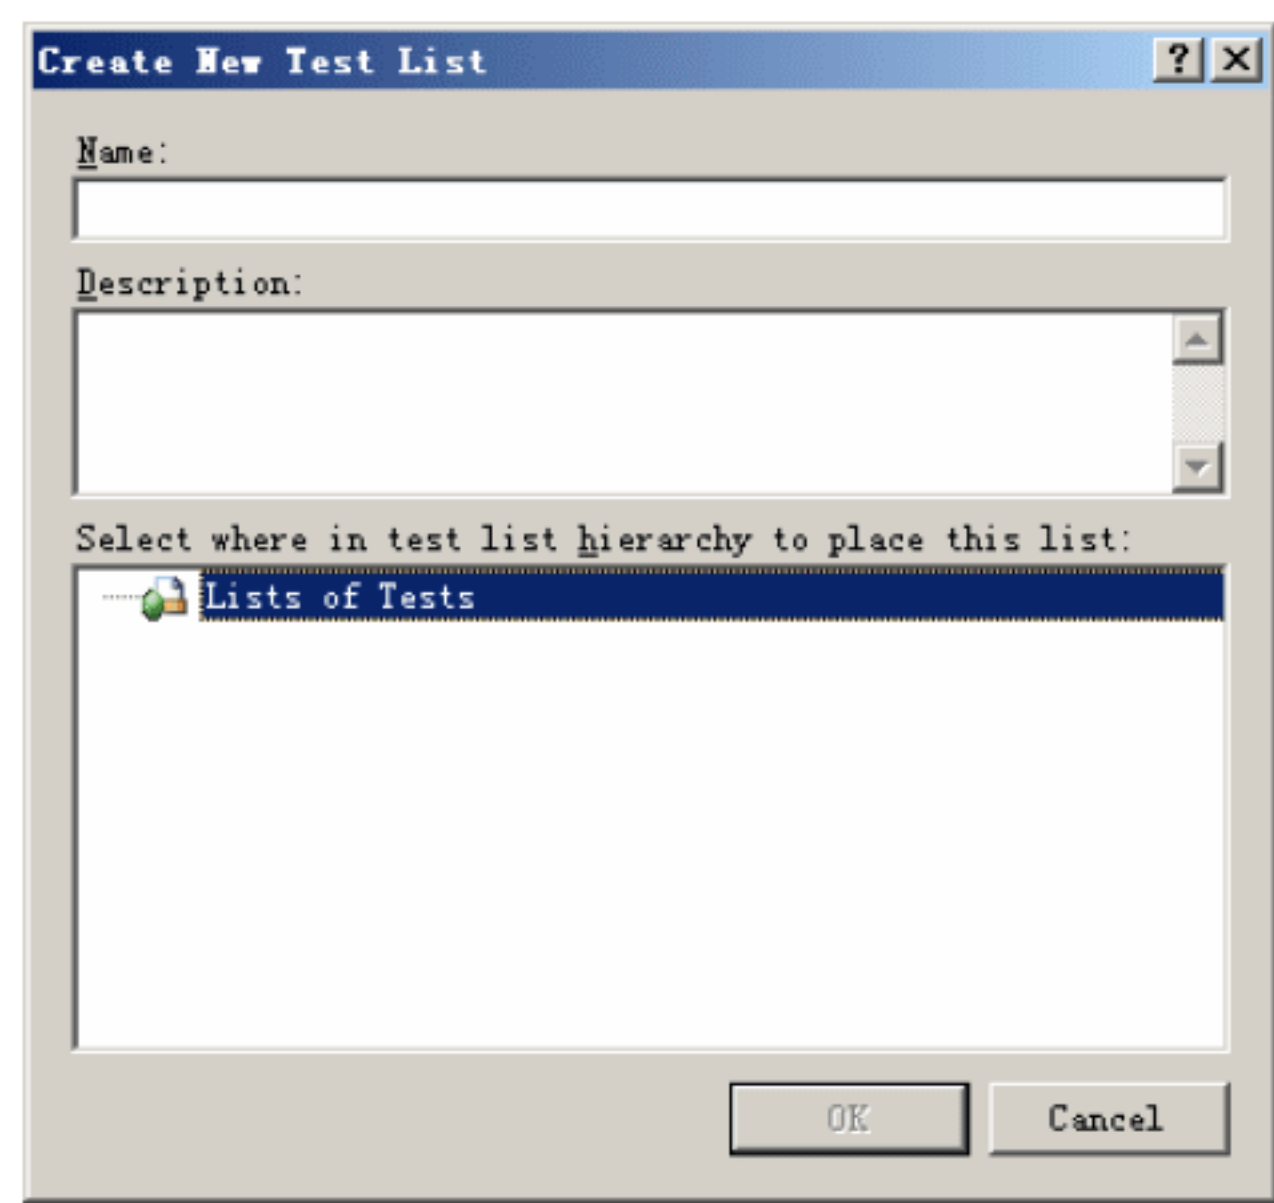 Create New Test List
Name:
Description:
Select where in test list hierarchy to place this list:
Lists of Tests
OK
Cancel